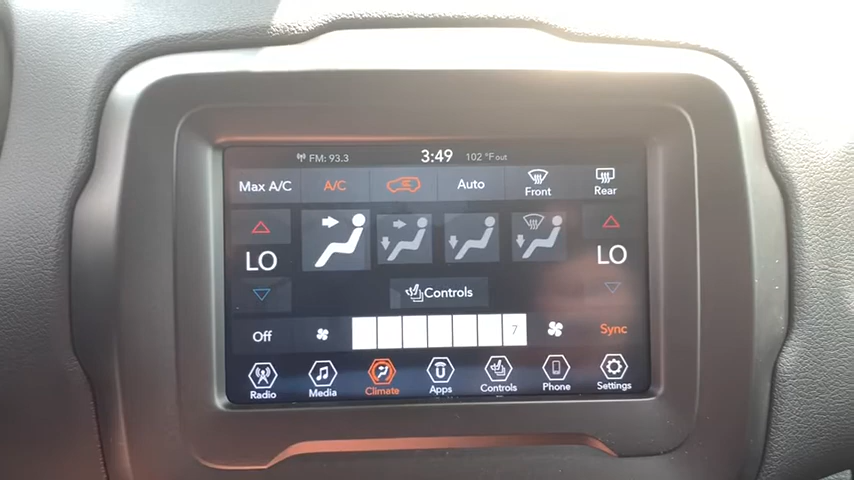 FM: 93.3 3:49 102 °F out
Max A/C A/C Auto Front Rear
LO LO
Controls
Off 7 Sync
Radio Media Climate Apps Controls Phone Settings